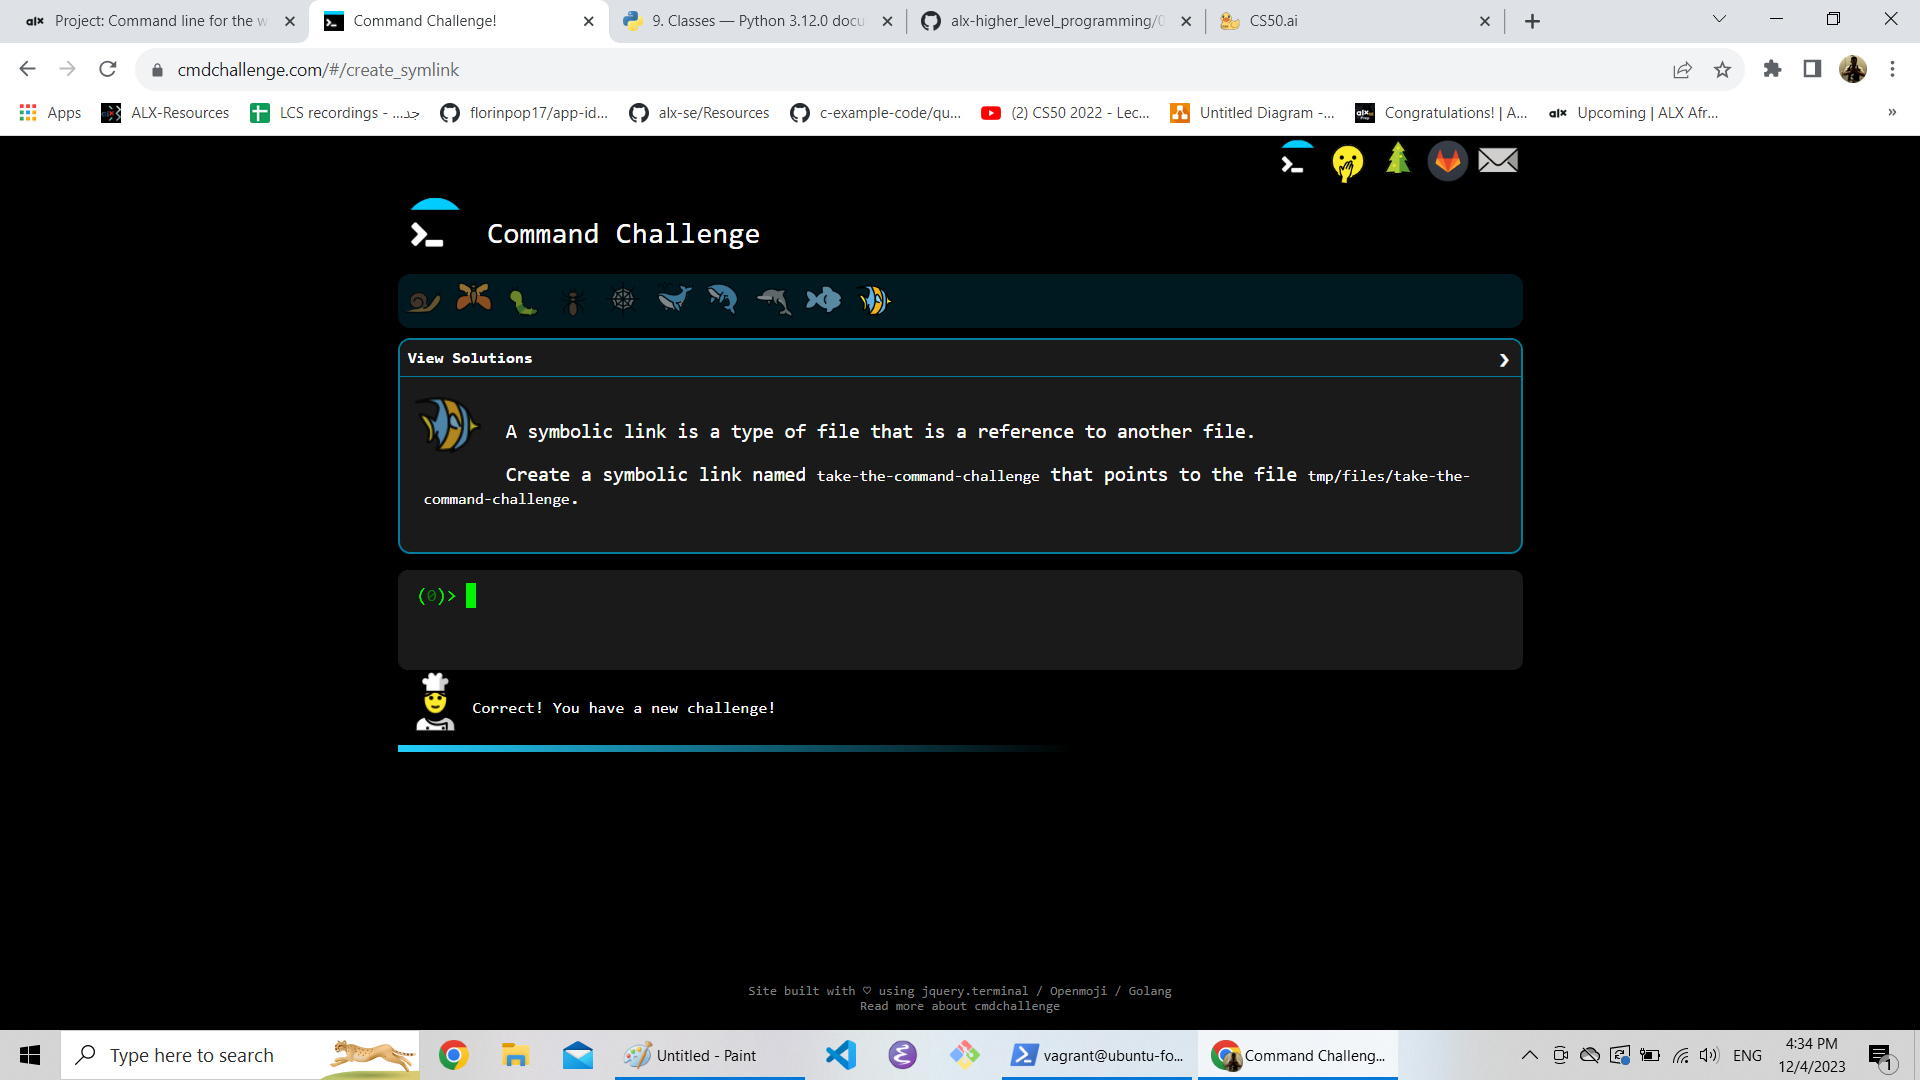 Project: Command line for the w
Command Challenge!
9. Classes — Python 3.12.0 docu
alx-higher_level_programming/0
CS50.ai
cmdchallenge.com/#/create_symlink
Apps
ALX-Resources
LCS recordings - ...جد
florinpop17/app-id...
alx-se/Resources
c-example-code/qu...
(2) CS50 2022 - Lec...
Untitled Diagram -...
Congratulations! | A...
Upcoming | ALX Afr...
Command Challenge
View Solutions
A symbolic link is a type of file that is a reference to another file.
Create a symbolic link named take-the-command-challenge that points to the file tmp/files/take-the-
command-challenge.
(0)>
Correct! You have a new challenge!
Site built with ♡ using jquery.terminal / Openmoji / Golang
Read more about cmdchallenge
Type here to search
Untitled - Paint
vagrant@ubuntu-fo...
Command Challeng...
ENG
4:34 PM
12/4/2023
1